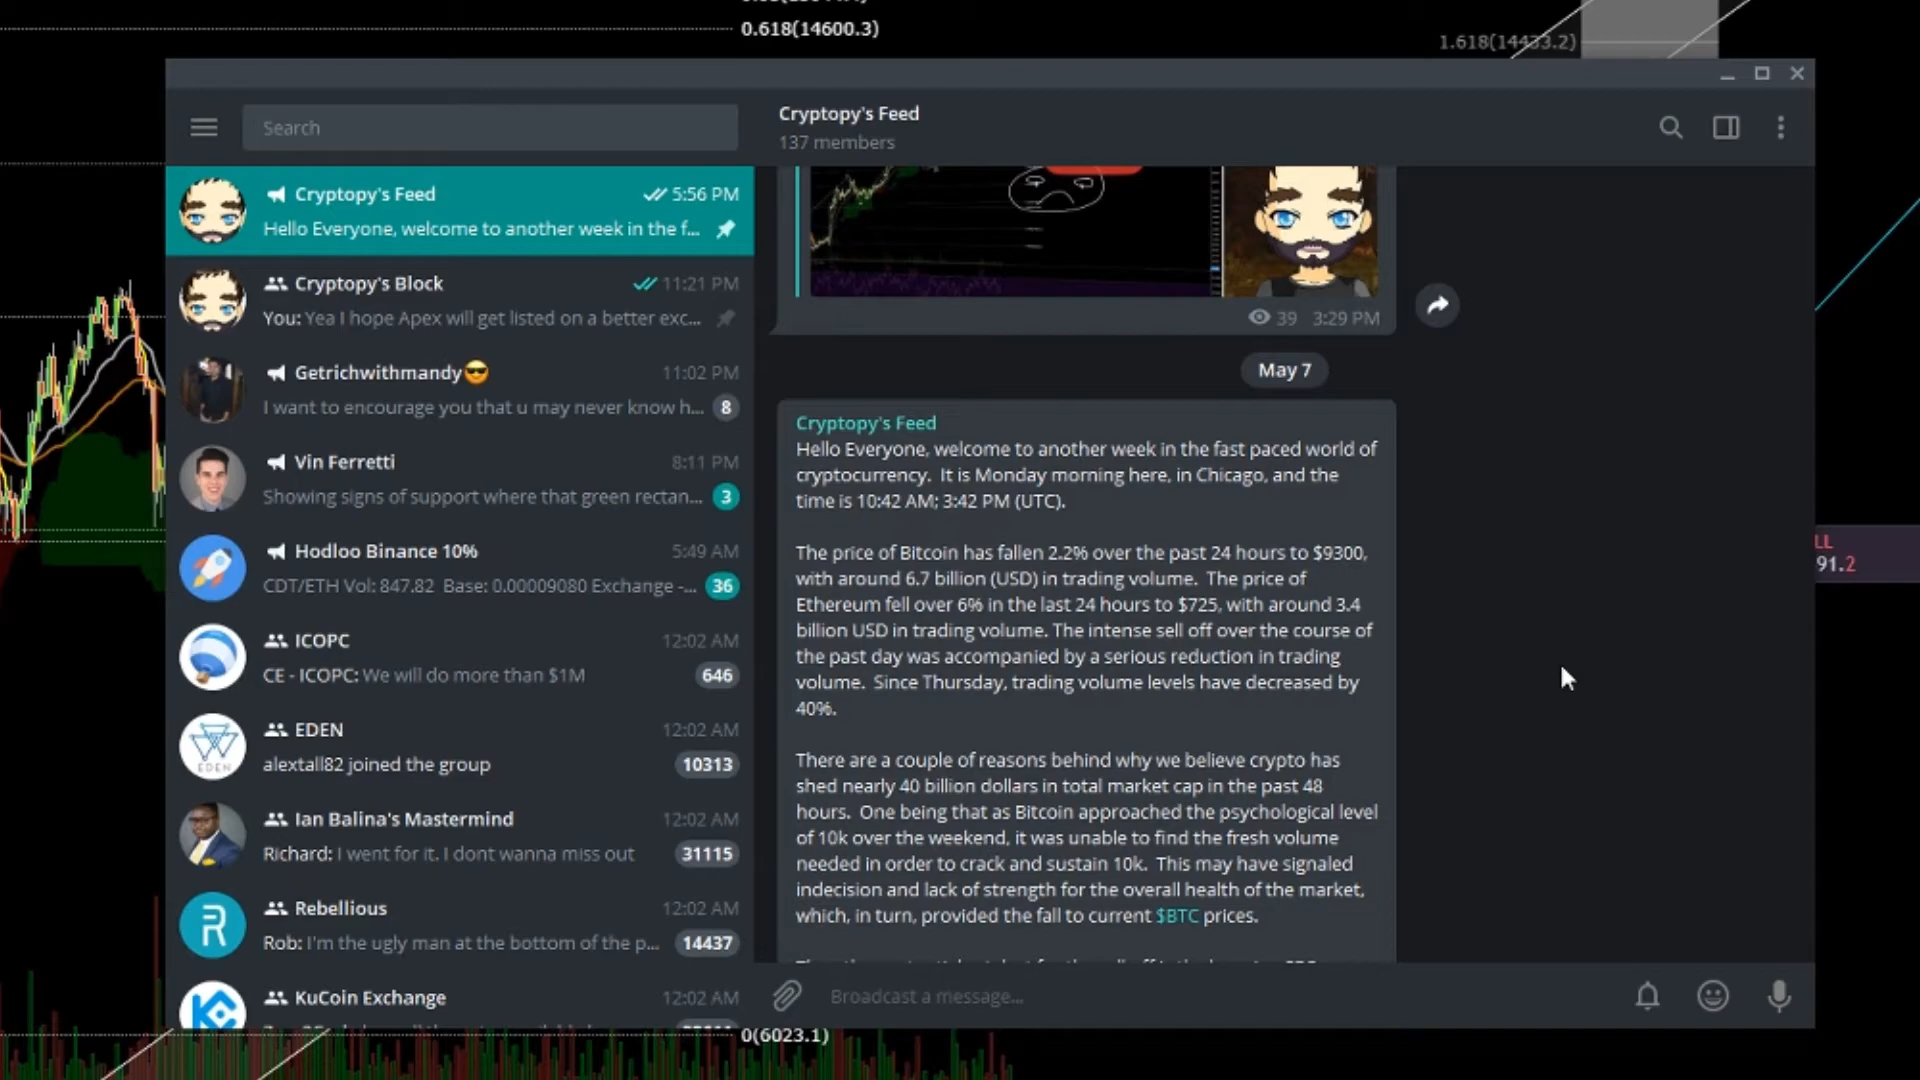 0.618(14600.3)
1.618(14433.2)
Search
Cryptopy's Feed
137 members
Cryptopy's Feed
5:56 PM
Hello Everyone, welcome to another week in the f...
Cryptopy's Block
11:21 PM
You: Yea I hope Apex will get listed on a better exc...
Getrichwithmandy😎
11:02 PM
I want to encourage you that u may never know h...
8
Vin Ferretti
8:11 PM
Showing signs of support where that green rectan...
3
Hodloo Binance 10%
5:49 AM
CDT/ETH Vol: 847.82 Base: 0.00009080 Exchange -...
36
ICOPC
12:02 AM
CE - ICOPC: We will do more than $1M
646
EDEN
12:02 AM
alextall82 joined the group
10313
EDEN
Ian Balina's Mastermind
12:02 AM
Richard: I went for it. I dont wanna miss out
31115
Rebellious
12:02 AM
Rob: I'm the ugly man at the bottom of the p...
14437
KuCoin Exchange
12:02 AM
39 3:29 PM
May 7
Cryptopy's Feed
Hello Everyone, welcome to another week in the fast paced world of
cryptocurrency. It is Monday morning here, in Chicago, and the
time is 10:42 AM; 3:42 PM (UTC).
The price of Bitcoin has fallen 2.2% over the past 24 hours to $9300,
with around 6.7 billion (USD) in trading volume. The price of
Ethereum fell over 6% in the last 24 hours to $725, with around 3.4
billion USD in trading volume. The intense sell off over the course of
the past day was accompanied by a serious reduction in trading
volume. Since Thursday, trading volume levels have decreased by
40%.
There are a couple of reasons behind why we believe crypto has
shed nearly 40 billion dollars in total market cap in the past 48
hours. One being that as Bitcoin approached the psychological level
of 10k over the weekend, it was unable to find the fresh volume
needed in order to crack and sustain 10k. This may have signaled
indecision and lack of strength for the overall health of the market,
which, in turn, provided the fall to current $BTC prices.
Broadcast a message...
LL
91.2
0(6023.1)